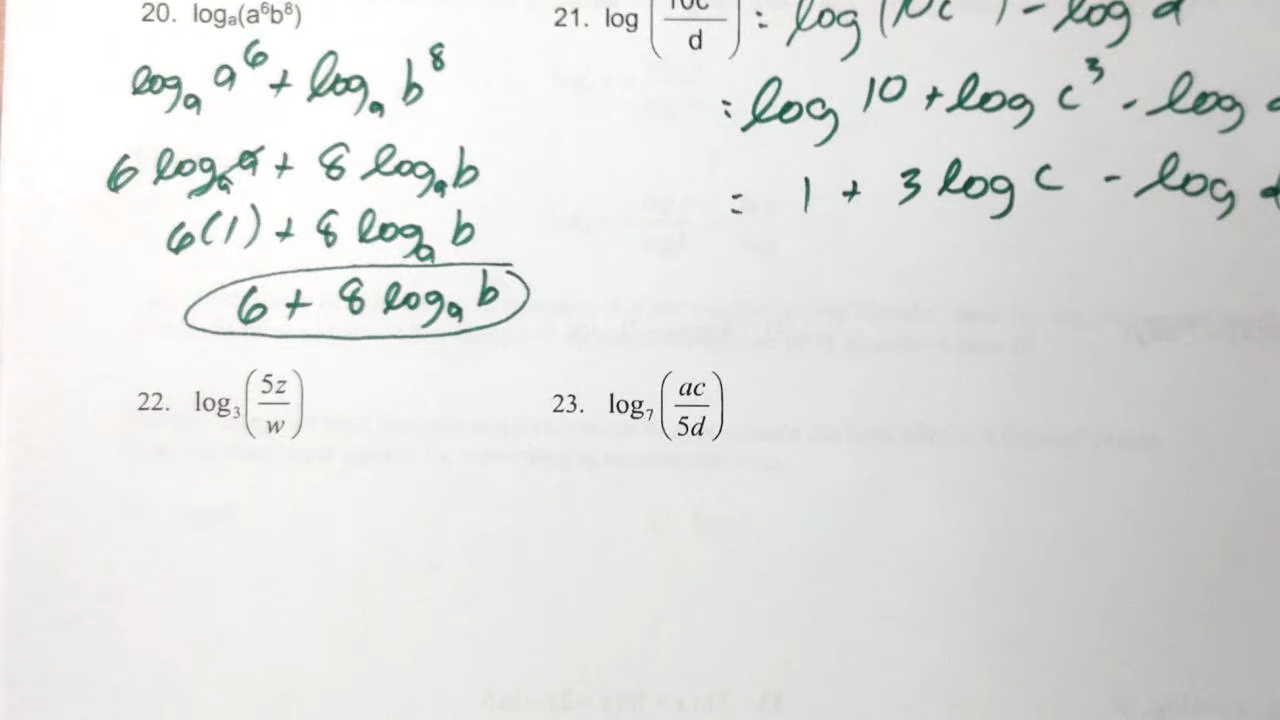 20. logₐ(a⁶b⁸)
logₐ a⁶ + logₐ b⁸
6 logₐ a + 8 logₐ b
6(1) + 8 logₐ b
6 + 8 logₐ b
21. log (10c / d) = log (10c ) - log d
= log 10 + log c³ - log
= 1 + 3 log c - log d
22. log₃ (5z / w)
23. log₇ (ac / 5d)